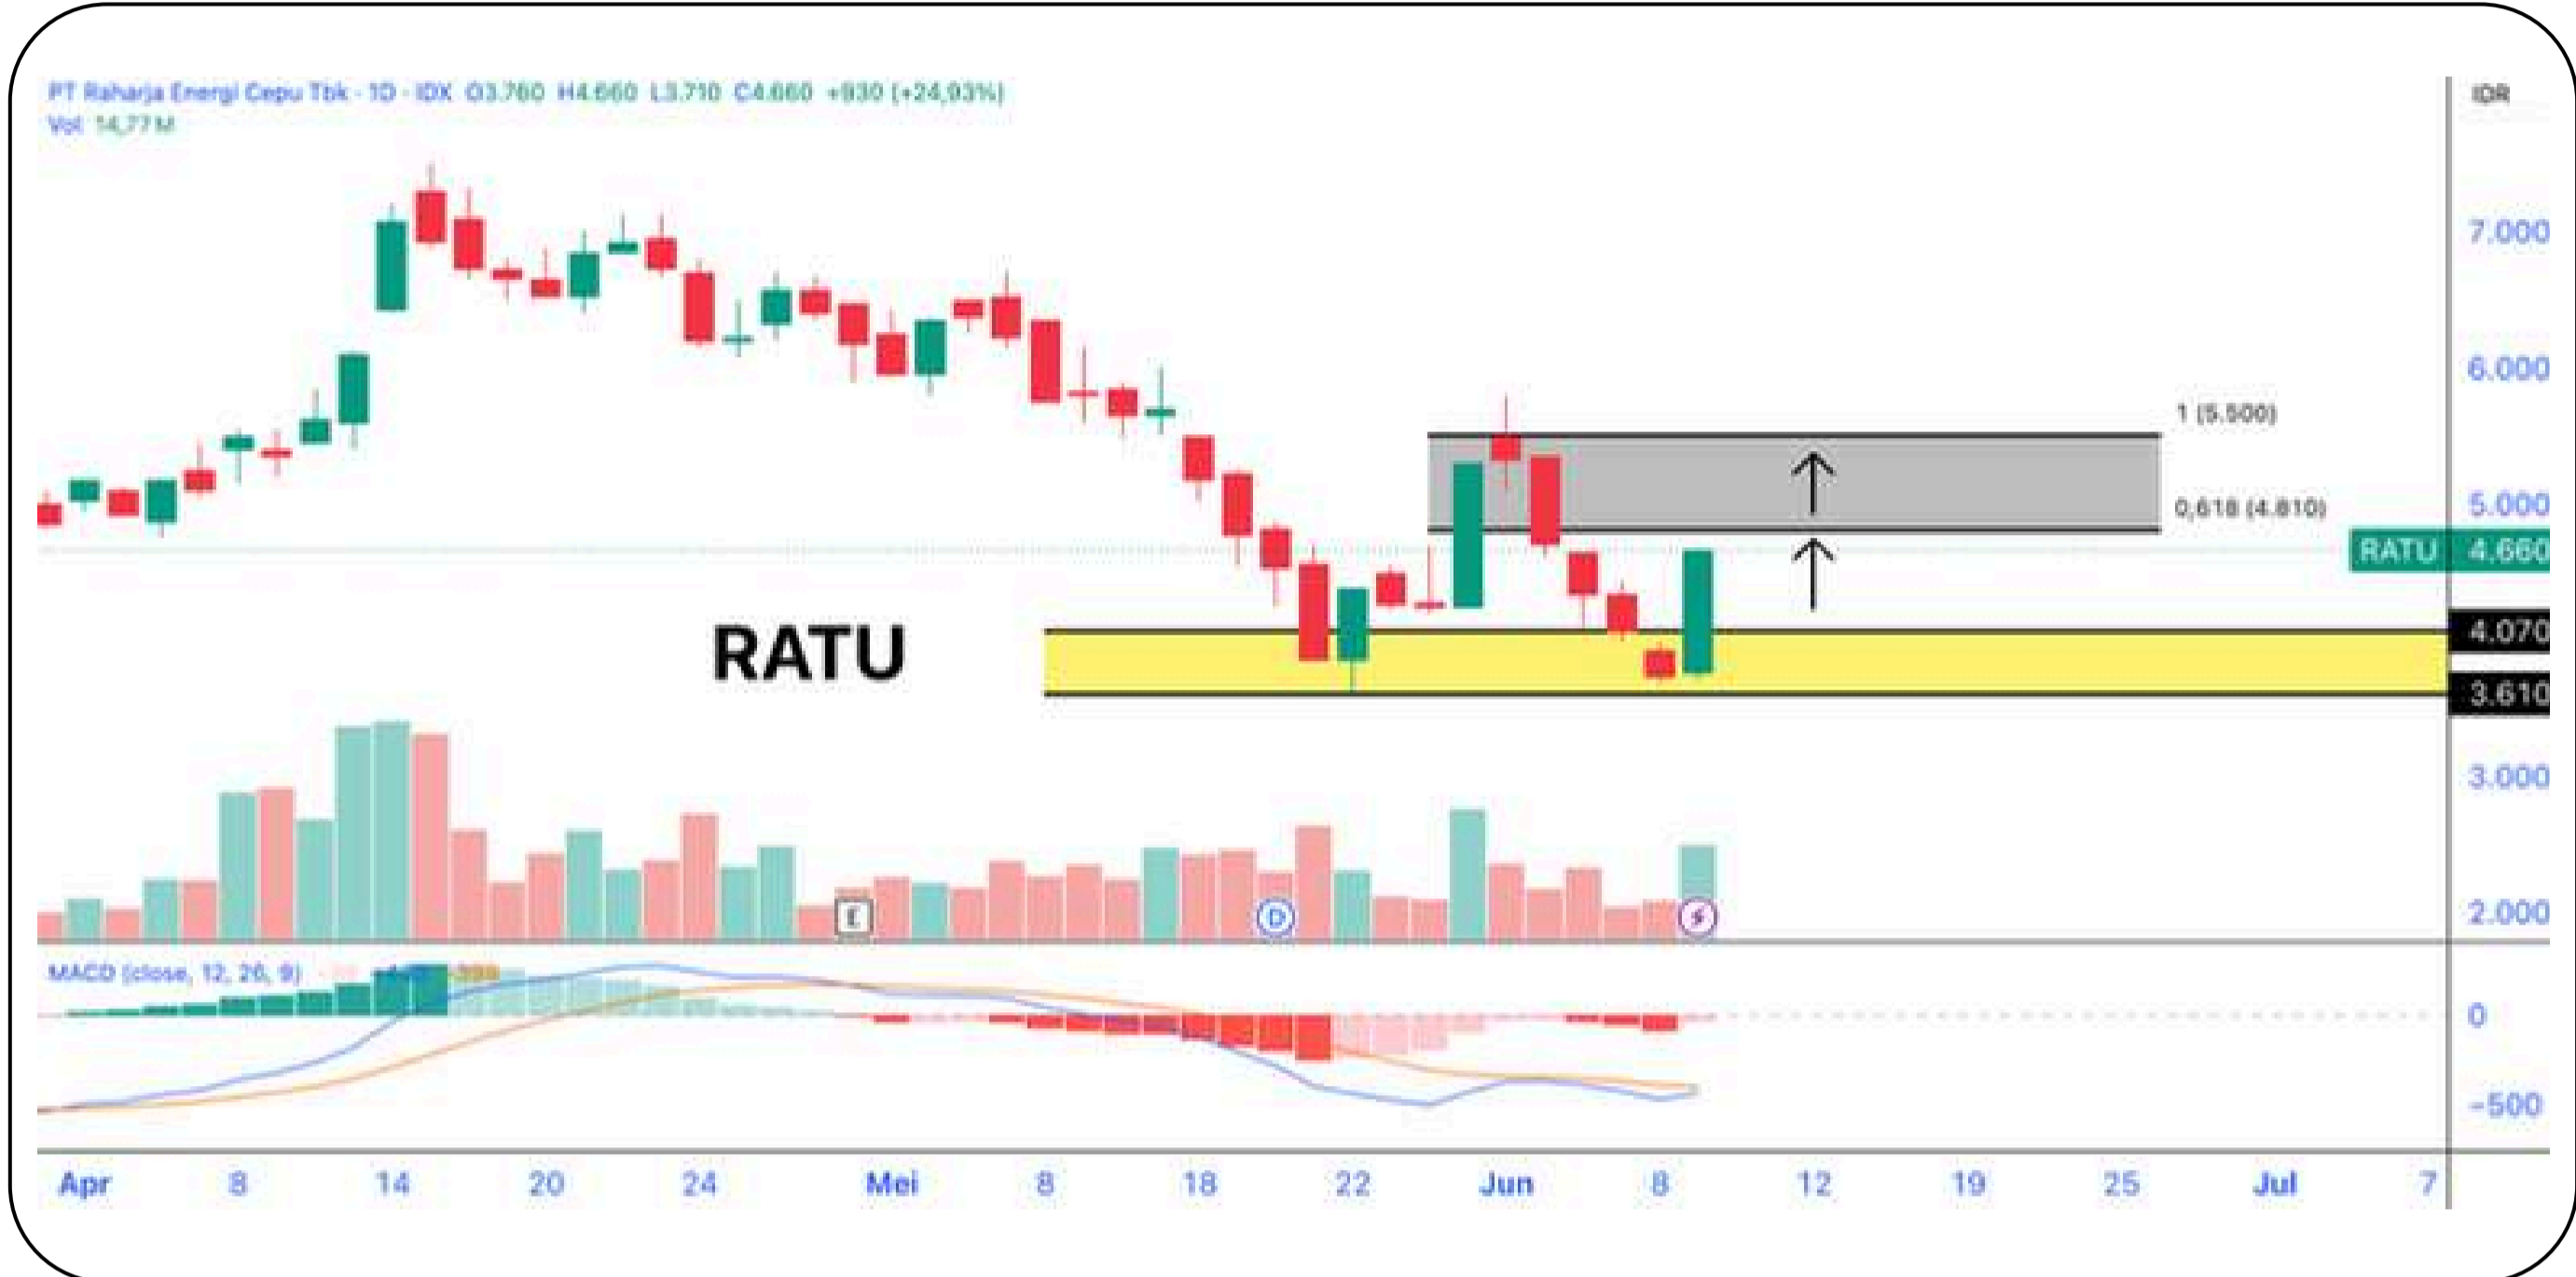 PT Raharja Energi Cepu Tbk · 1D · IDX O3.760 H4.660 L3.710 C4.660 +930 (+24,93%)
Vol 14,77 M
IDR
7.000
6.000
1 (5.500)
5.000
0,618 (4.810)
RATU 4.660
4.070
RATU
3.610
3.000
E
D
2.000
MACD (close, 12, 26, 9)
0
-500
Apr 8 14 20 24 Mei 8 18 22 Jun 8 12 19 25 Jul 7